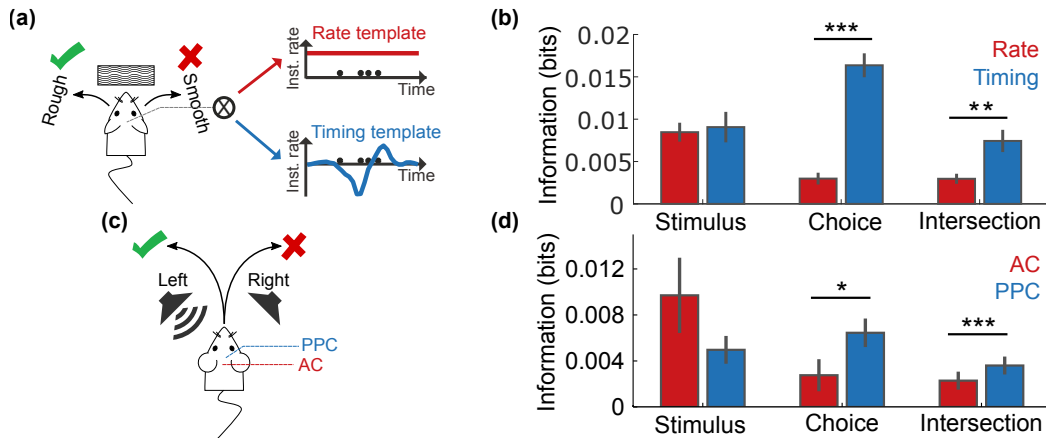 (a)
Rough
Smooth
Rate template
Inst. rate
Time
Timing template
Inst. rate
Time
(b)
Information (bits)
0.02
0.015
0.01
0.005
0
***
**
Rate
Timing
Stimulus
Choice
Intersection
(c)
Left
Right
PPC
AC
(d)
Information (bits)
0.012
0.008
0.004
0
*
***
AC
PPC
Stimulus
Choice
Intersection